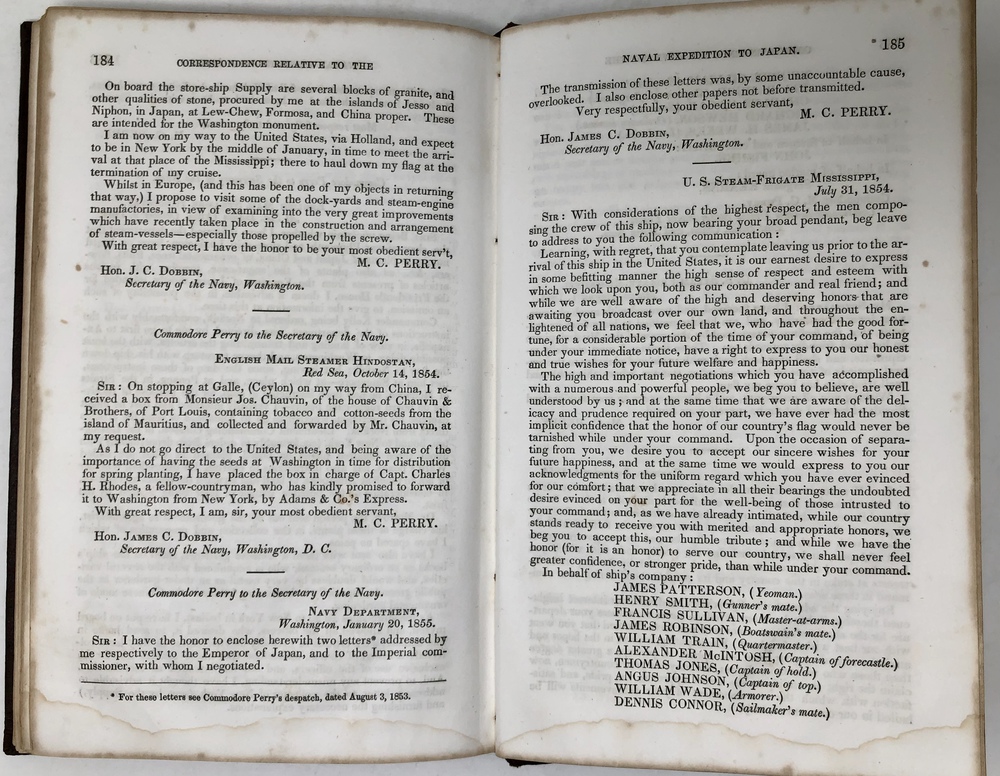 184
CORRESPONDENCE RELATIVE TO THE
On board the store-ship Supply are several blocks of granite, and
other qualities of stone, procured by me at the islands of Jesso and
Niphon, in Japan, at Lew-Chew, Formosa, and China proper. These
are intended for the Washington monument.
I am now on my way to the United States, via Holland, and expect
to be in New York by the middle of January, in time to meet the arri-
val at that place of the Mississippi; there to haul down my flag at the
termination of my cruise.
Whilst in Europe, (and this has been one of my objects in returning
that way,) I propose to visit some of the dock-yards and steam-engine
manufactories, in view of examining into the very great improvements
which have recently taken place in the construction and arrangement
of steam-vessels—especially those propelled by the screw.
With great respect, I have the honor to be your most obedient serv't,
M. C. PERRY.
Hon. J. C. DOBBIN,
Secretary of the Navy, Washington.
Commodore Perry to the Secretary of the Navy.
ENGLISH MAIL STEAMER HINDOSTAN,
Red Sea, October 14, 1854.
SIR: On stopping at Galle, (Ceylon) on my way from China, I re-
ceived a box from Monsieur Jos. Chauvin, of the house of Chauvin &
Brothers, of Port Louis, containing tobacco and cotton-seeds from the
island of Mauritius, and collected and forwarded by Mr. Chauvin, at
my request.
As I do not go direct to the United States, and being aware of the
importance of having the seeds at Washington in time for distribution
for spring planting, I have placed the box in charge of Capt. Charles
H. Rhodes, a fellow-countryman, who has kindly promised to forward
it to Washington from New York, by Adams & Co.'s Express.
With great respect, I am, sir, your most obedient servant,
M. C. PERRY.
Hon. JAMES C. DOBBIN,
Secretary of the Navy, Washington, D. C.
Commodore Perry to the Secretary of the Navy.
NAVY DEPARTMENT,
Washington, January 20, 1855.
SIR: I have the honor to enclose herewith two letters* addressed by
me respectively to the Emperor of Japan, and to the Imperial com-
missioner, with whom I negotiated.
* For these letters see Commodore Perry's despatch, dated August 3, 1853.
NAVAL EXPEDITION TO JAPAN.
185
The transmission of these letters was, by some unaccountable cause,
overlooked. I also enclose other papers not before transmitted.
Very respectfully, your obedient servant,
M. C. PERRY.
Hon. JAMES C. DOBBIN,
Secretary of the Navy, Washington.
U. S. STEAM-FRIGATE MISSISSIPPI,
July 31, 1854.
SIR: With considerations of the highest respect, the men compo-
sing the crew of this ship, now bearing your broad pendant, beg leave
to address to you the following communication:
Learning, with regret, that you contemplate leaving us prior to the ar-
rival of this ship in the United States, it is our earnest desire to express
in some befitting manner the high sense of respect and esteem with
which we look upon you, both as our commander and real friend; and
while we are well aware of the high and deserving honors that are
awaiting you broadcast over our own land, and throughout the en-
lightened of all nations, we feel that we, who have had the good for-
tune, for a considerable portion of the time of your command, of being
under your immediate notice, have a right to express to you our honest
and true wishes for your future welfare and happiness.
The high and important negotiations which you have accomplished
with a numerous and powerful people, we beg you to believe, are well
understood by us; and at the same time that we are aware of the del-
icacy and prudence required on your part, we have ever had the most
implicit confidence that the honor of our country's flag would never be
tarnished while under your command. Upon the occasion of separa-
ting from you, we desire you to accept our sincere wishes for your
future happiness, and at the same time we would express to you our
acknowledgments for the uniform regard which you have ever evinced
for our comfort; that we appreciate in all their bearings the undoubted
desire evinced on your part for the well-being of those intrusted to
your command; and, as we have already intimated, while our country
stands ready to receive you with merited and appropriate honors, we
beg you to accept this, our humble tribute; and while we have the
honor (for it is an honor) to serve our country, we shall never feel
greater confidence, or stronger pride, than while under your command.
In behalf of ship's company:
JAMES PATTERSON, (Yeoman.)
HENRY SMITH, (Gunner's mate.)
FRANCIS SULLIVAN, (Master-at-arms.)
JAMES ROBINSON, (Boatswain's mate.)
WILLIAM TRAIN, (Quartermaster.)
ALEXANDER McINTOSH, (Captain of forecastle.)
THOMAS JONES, (Captain of hold.)
ANGUS JOHNSON, (Captain of top.)
WILLIAM WADE, (Armorer.)
DENNIS CONNOR, (Sailmaker's mate.)